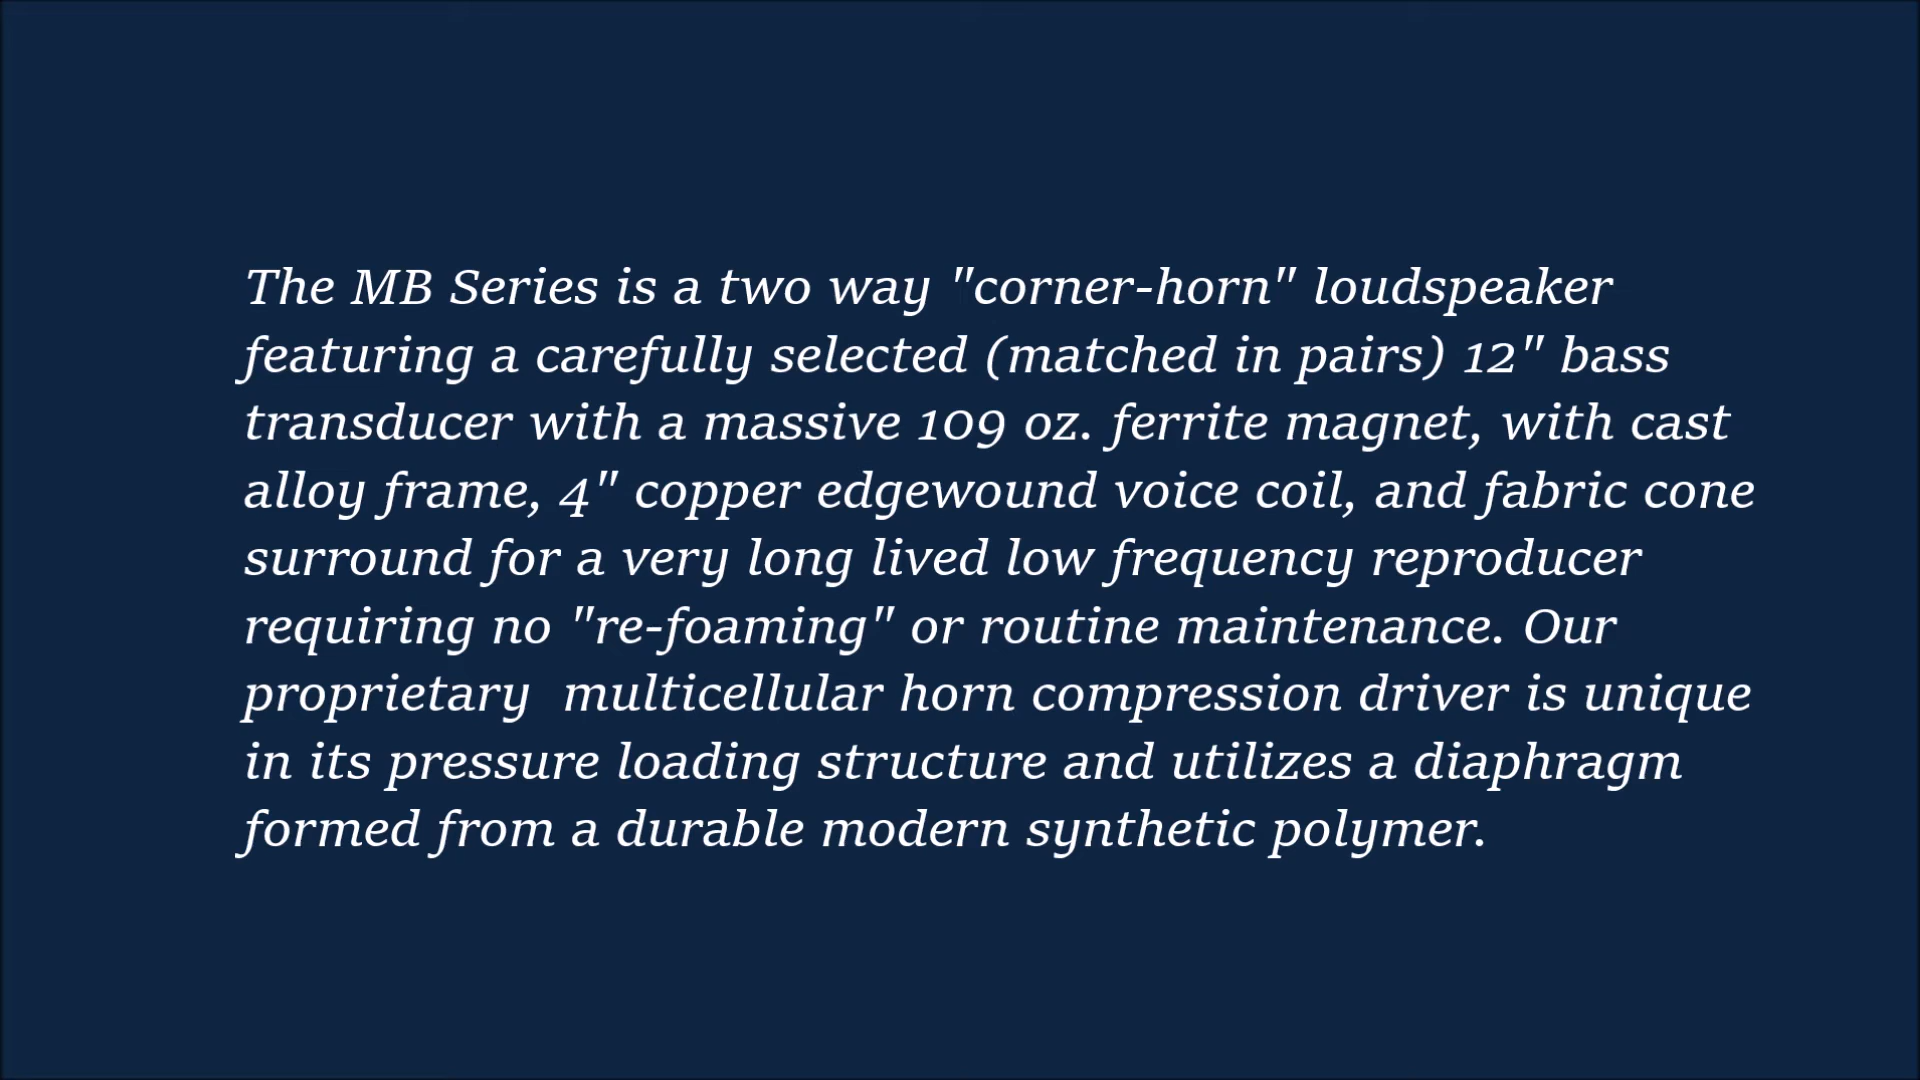 The MB Series is a two way "corner-horn" loudspeaker
featuring a carefully selected (matched in pairs) 12" bass
transducer with a massive 109 oz. ferrite magnet, with cast
alloy frame, 4" copper edgewound voice coil, and fabric cone
surround for a very long lived low frequency reproducer
requiring no "re-foaming" or routine maintenance. Our
proprietary  multicellular horn compression driver is unique
in its pressure loading structure and utilizes a diaphragm
formed from a durable modern synthetic polymer.